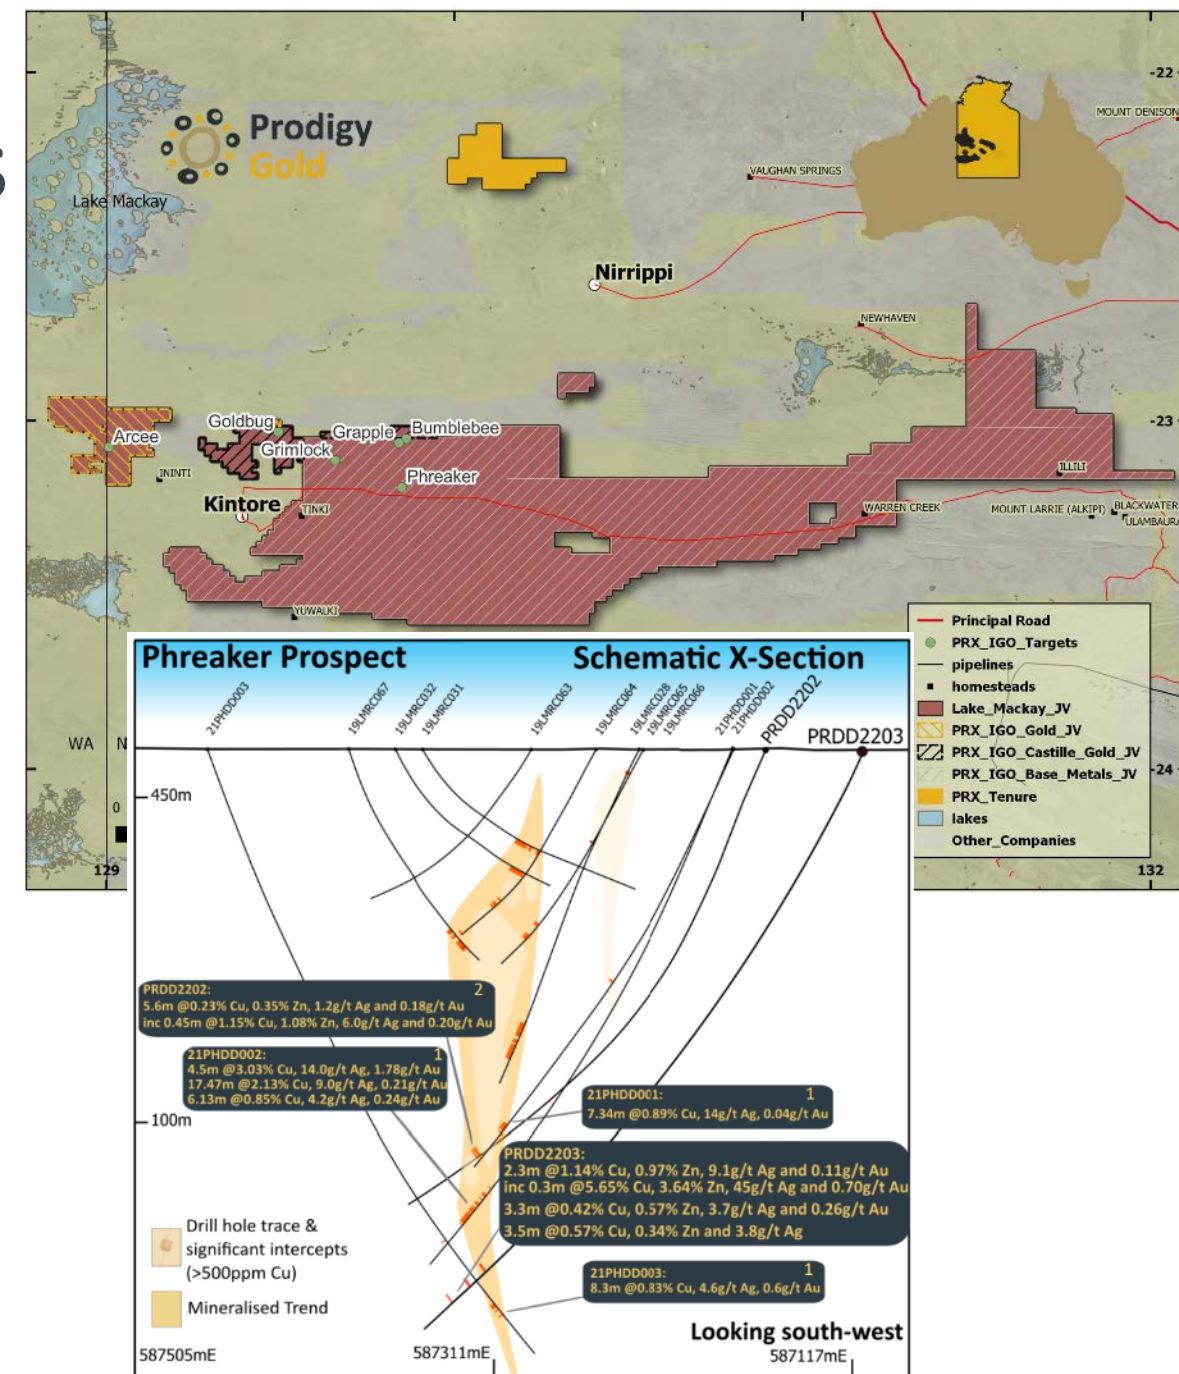 Prodigy
Gold
Lake Mackay
-22
MOUNT DENISON
VAUGHAN SPRINGS
Nirrippi
NEWHAVEN
-23
Arcee
Goldbug
Grapple
Bumblebee
Grimlock
Phreaker
ININTI
Kintore
TINKI
ILLILI
WARREN CREEK
MOUNT LARRIE (ALKIPI)
BLACKWATER
ULAMBAURA
YUWALKI
Principal Road
PRX_IGO_Targets
pipelines
homesteads
Lake_Mackay_JV
PRX_IGO_Gold_JV
PRX_IGO_Castille_Gold_JV
PRX_IGO_Base_Metals_JV
PRX_Tenure
lakes
Other_Companies
WA
N
-24
0
129
132
Phreaker Prospect
Schematic X-Section
21PHDD003
19LMRC067
19LMRC032
19LMRC031
19LMRC063
19LMRC064
19LMRC028
19LMRC065
19LMRC066
21PHDD001
21PHDD002
PRDD2202
PRDD2203
450m
100m
PRDD2202: 2
5.6m @0.23% Cu, 0.35% Zn, 1.2g/t Ag and 0.18g/t Au
inc 0.45m @1.15% Cu, 1.08% Zn, 6.0g/t Ag and 0.20g/t Au
21PHDD002: 1
4.5m @3.03% Cu, 14.0g/t Ag, 1.78g/t Au
17.47m @2.13% Cu, 9.0g/t Ag, 0.21g/t Au
6.13m @0.85% Cu, 4.2g/t Ag, 0.24g/t Au
21PHDD001: 1
7.34m @0.89% Cu, 14g/t Ag, 0.04g/t Au
PRDD2203:
2.3m @1.14% Cu, 0.97% Zn, 9.1g/t Ag and 0.11g/t Au
inc 0.3m @5.65% Cu, 3.64% Zn, 45g/t Ag and 0.70g/t Au
3.3m @0.42% Cu, 0.57% Zn, 3.7g/t Ag and 0.26g/t Au
3.5m @0.57% Cu, 0.34% Zn and 3.8g/t Ag
21PHDD003: 1
8.3m @0.83% Cu, 4.6g/t Ag, 0.6g/t Au
Drill hole trace &
significant intercepts
(>500ppm Cu)
Mineralised Trend
Looking south-west
587505mE
587311mE
587117mE